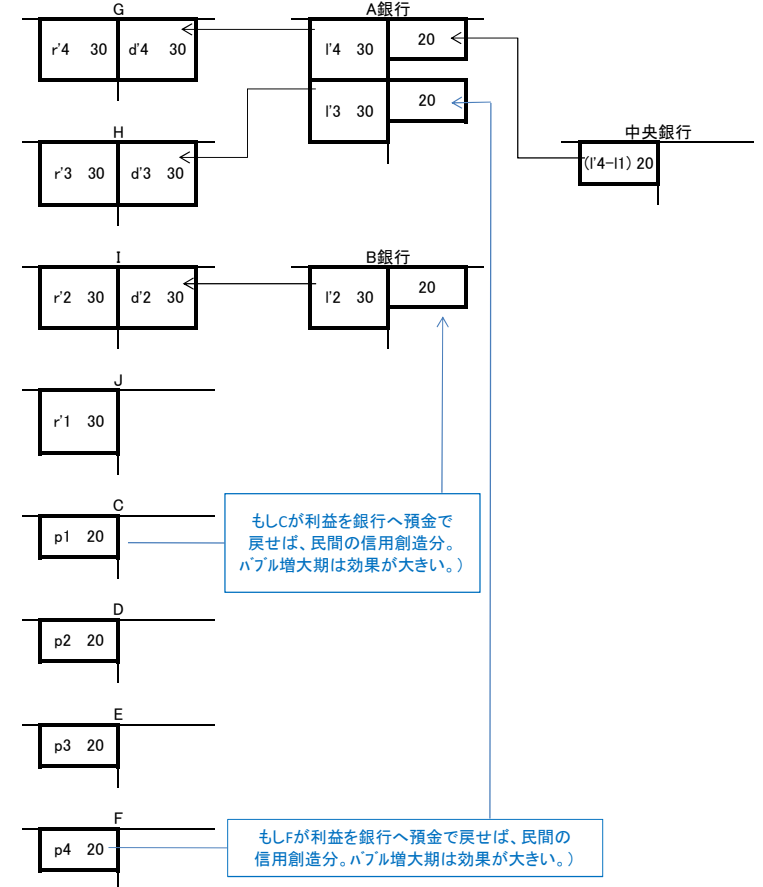 G
A銀行
r'4 30 d'4 30
l'4 30
20
l'3 30
20
H
中央銀行
r'3 30 d'3 30
(l'4-l1) 20
I
B銀行
r'2 30 d'2 30
l'2 30
20
J
r'1 30
C
p1 20
もしCが利益を銀行へ預金で
戻せば、民間の信用創造分。
バブル増大期は効果が大きい。）
D
p2 20
E
p3 20
F
p4 20
もしFが利益を銀行へ預金で戻せば、民間の
信用創造分。バブル増大期は効果が大きい。）